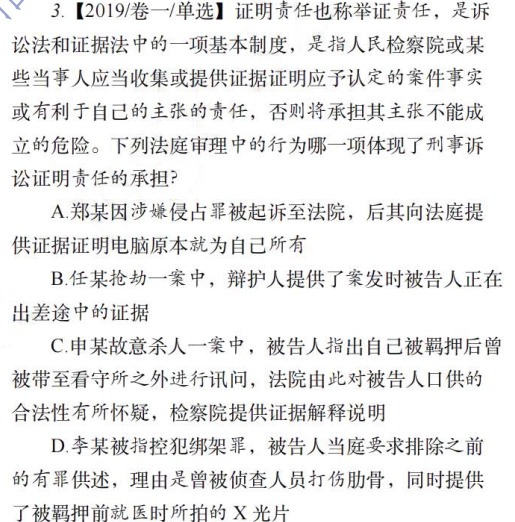 3.【2019/卷一/单选】证明责任也称举证责任，是诉
讼法和证据法中的一项基本制度，是指人民检察院或某
些当事人应当收集或提供证据证明应予认定的案件事实
或有利于自己的主张的责任，否则将承担其主张不能成
立的危险。下列法庭审理中的行为哪一项体现了刑事诉
讼证明责任的承担?
A.郑某因涉嫌侵占罪被起诉至法院，后其向法庭提
供证据证明电脑原本就为自己所有
B.任某抢劫一案中，辩护人提供了案发时被告人正在
出差途中的证据
C.申某故意杀人一案中，被告人指出自己被羁押后曾
被带至看守所之外进行讯问，法院由此对被告人口供的
合法性有所怀疑，检察院提供证据解释说明
D.李某被指控犯绑架罪，被告人当庭要求排除之前
的有罪供述，理由是曾被侦查人员打伤肋骨，同时提供
了被羁押前就医时所拍的 X 光片